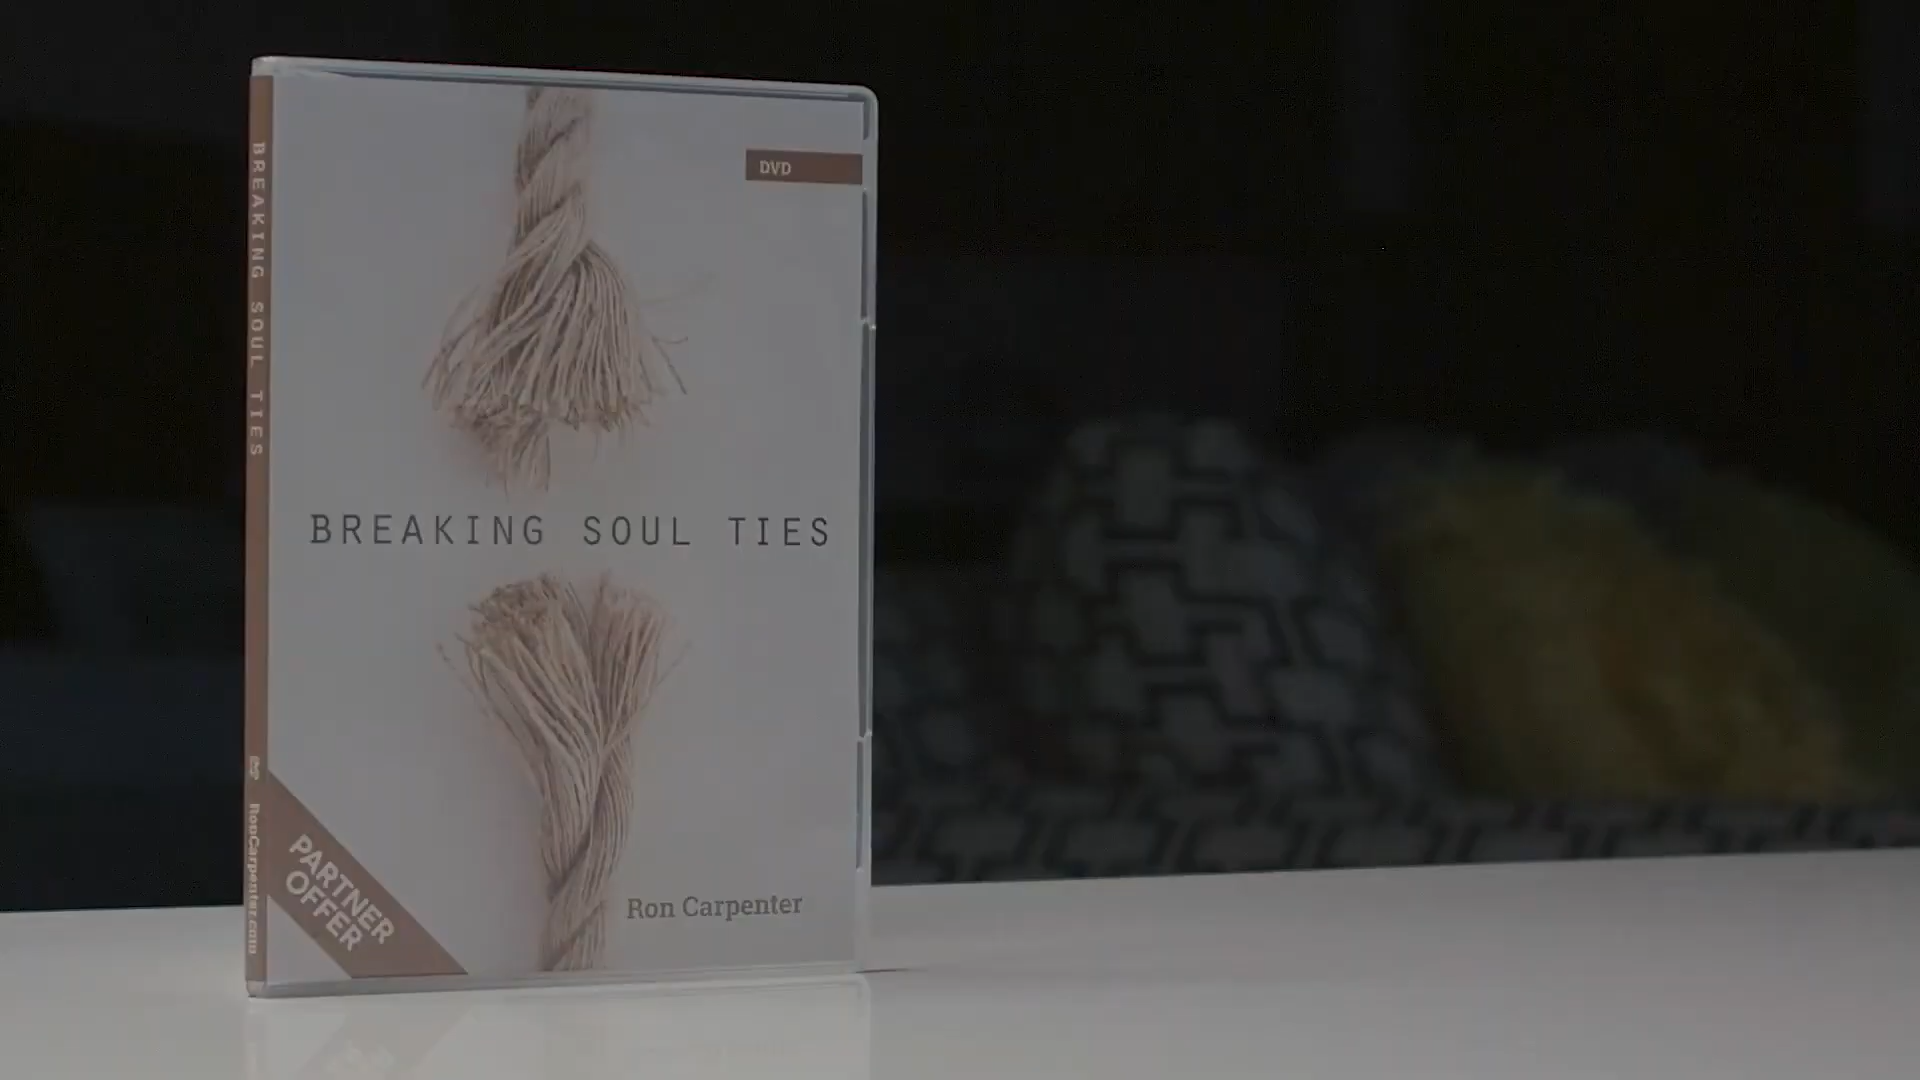 BREAKING SOUL TIES
RonCarpenter.com
DVD
BREAKING SOUL TIES
PARTNER
OFFER
Ron Carpenter